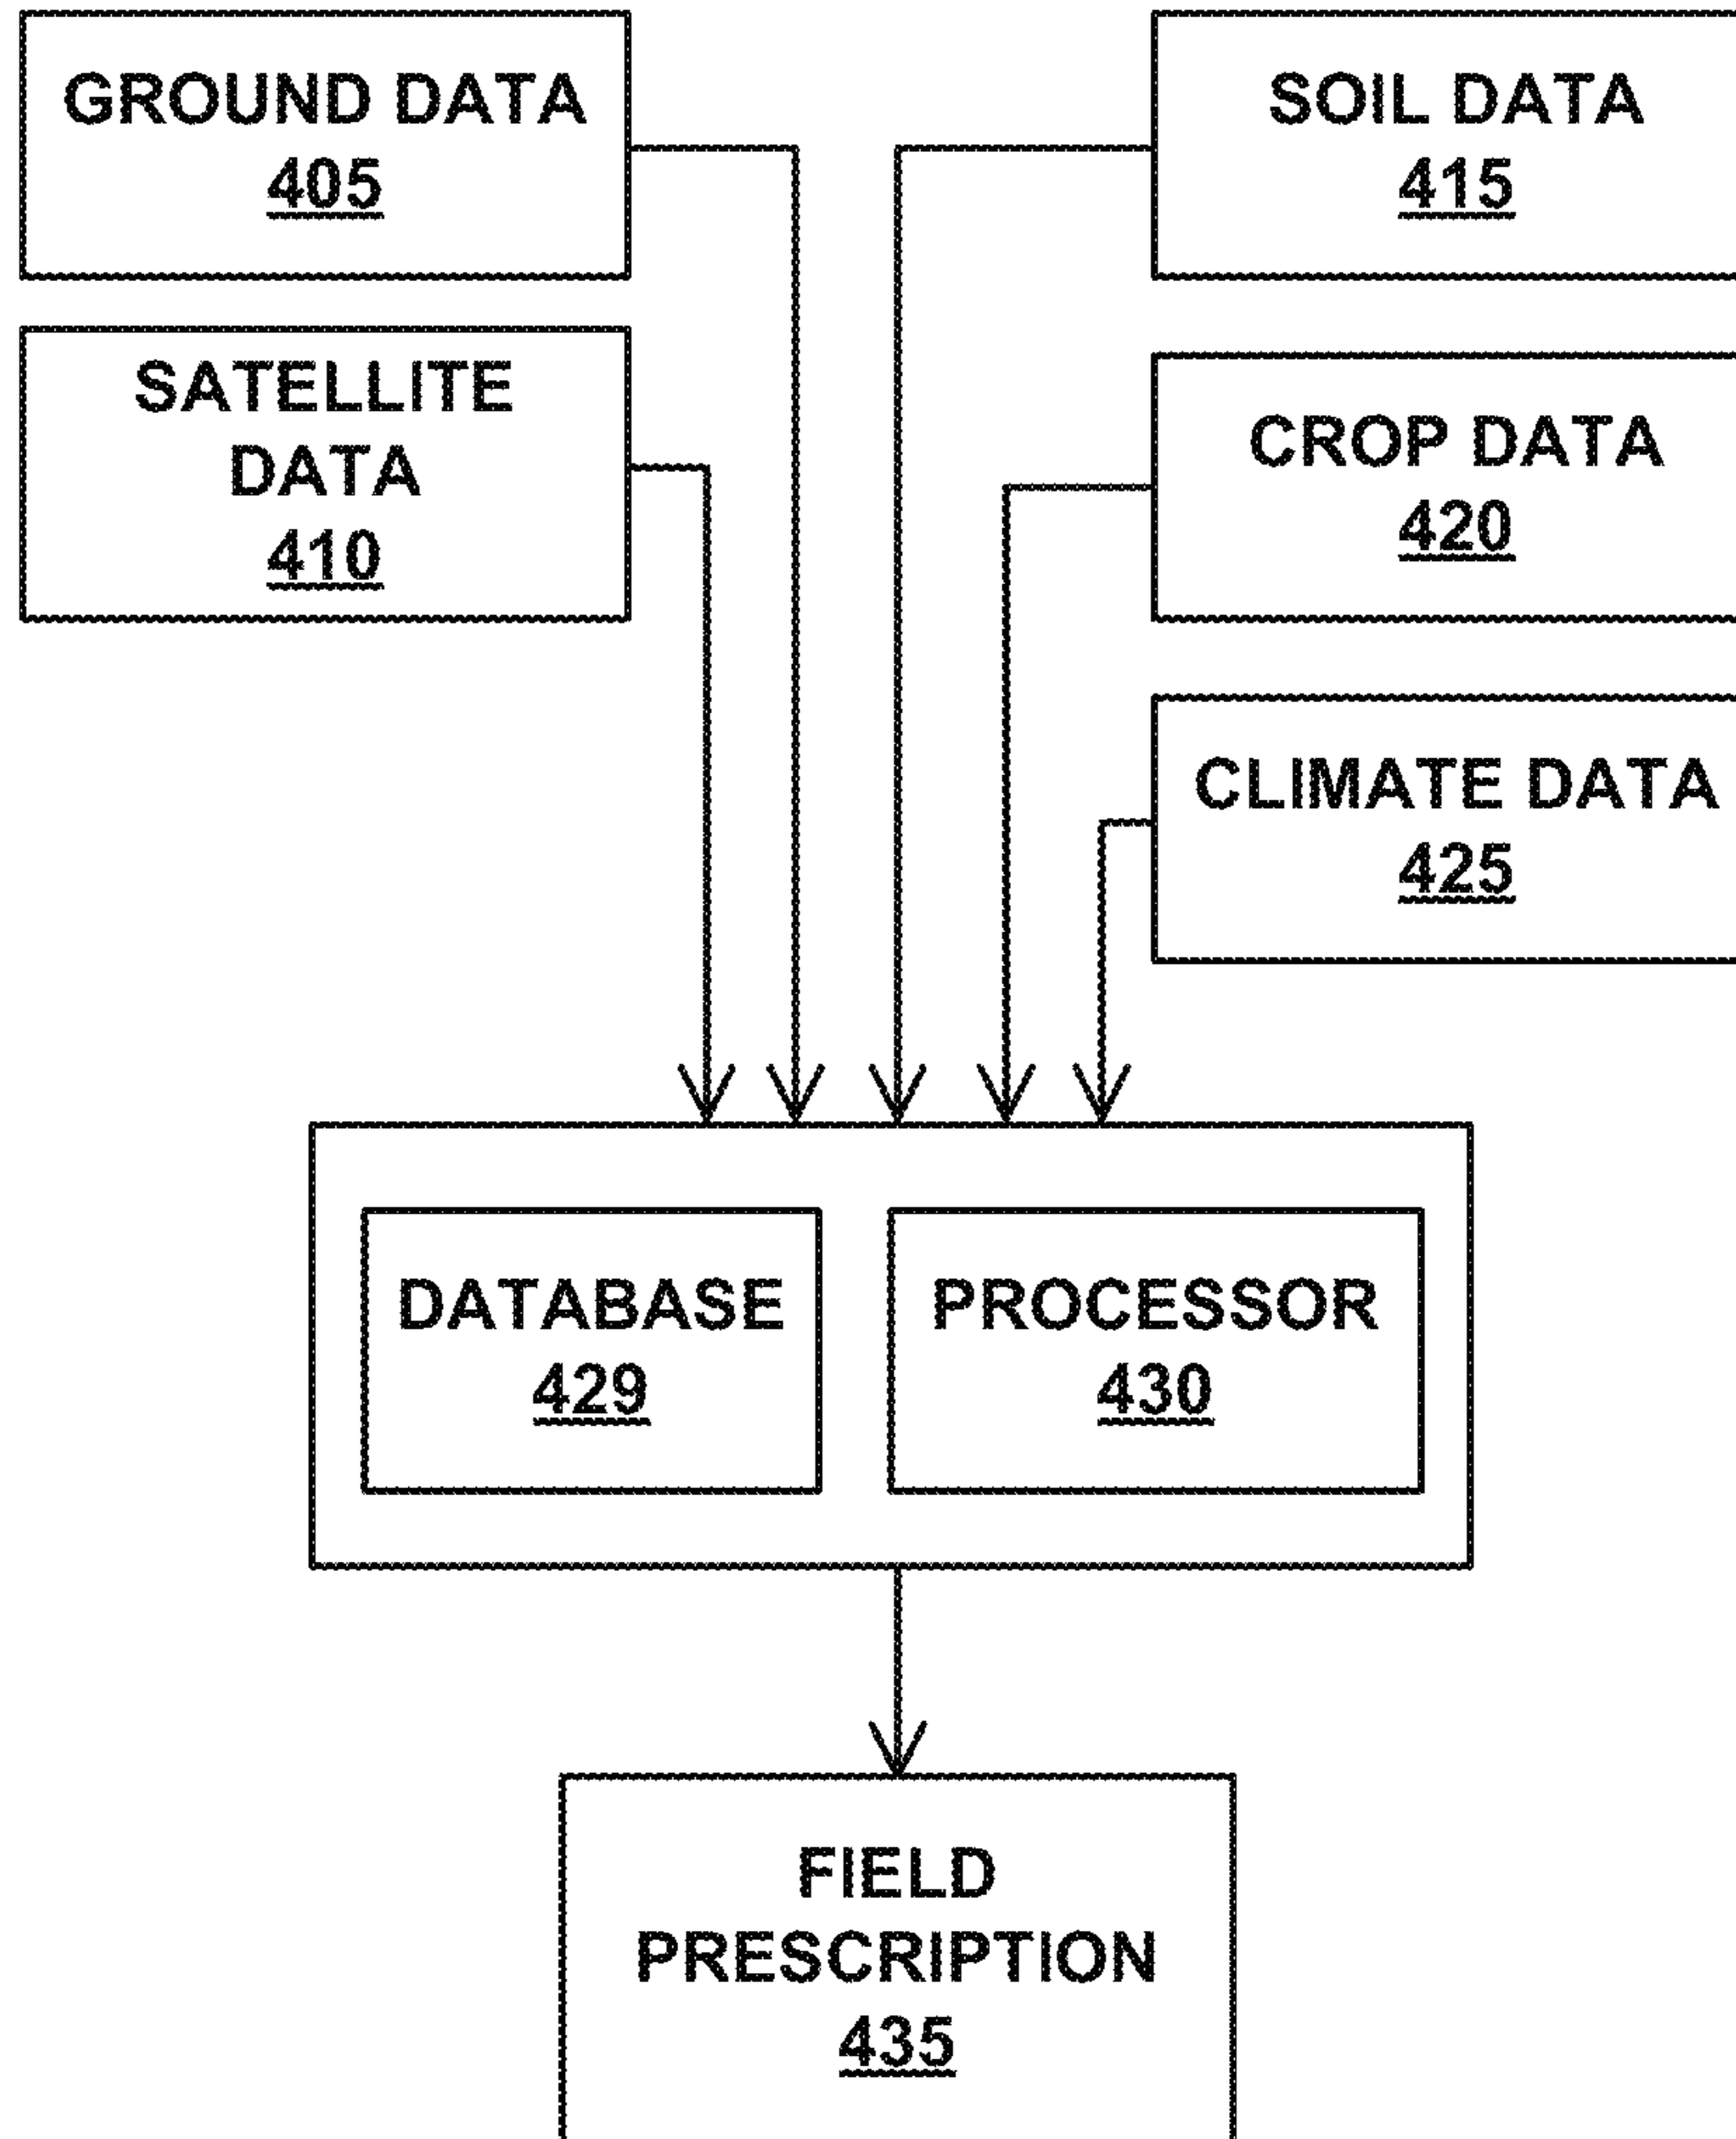 GROUND DATA
405
SATELLITE
DATA
410
SOIL DATA
415
CROP DATA
420
CLIMATE DATA
425
DATABASE
429
PROCESSOR
430
FIELD
PRESCRIPTION
435